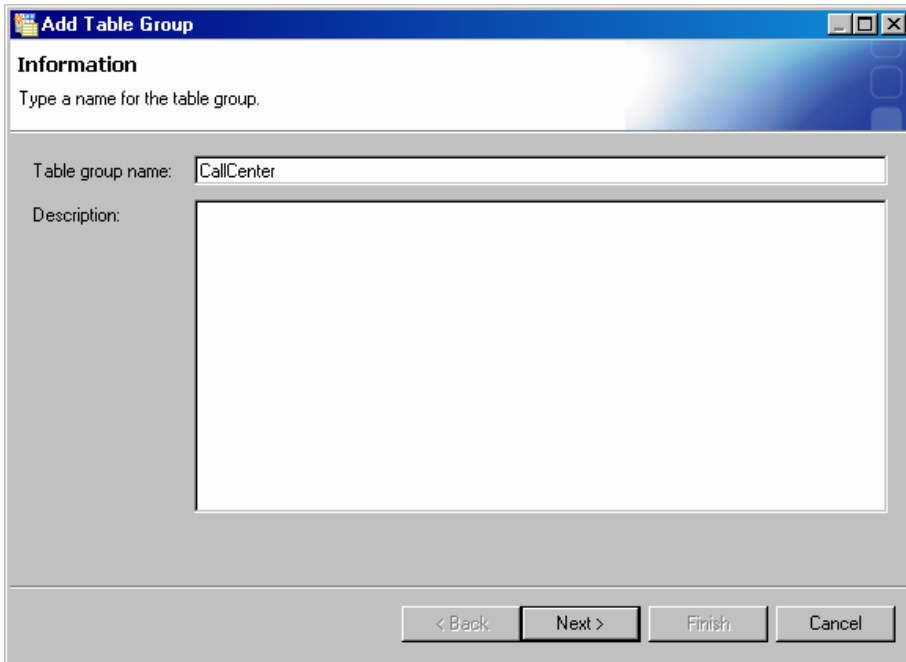 Add Table Group
Information
Type a name for the table group.
Table group name: CallCenter
Description:
< Back Next > Finish Cancel